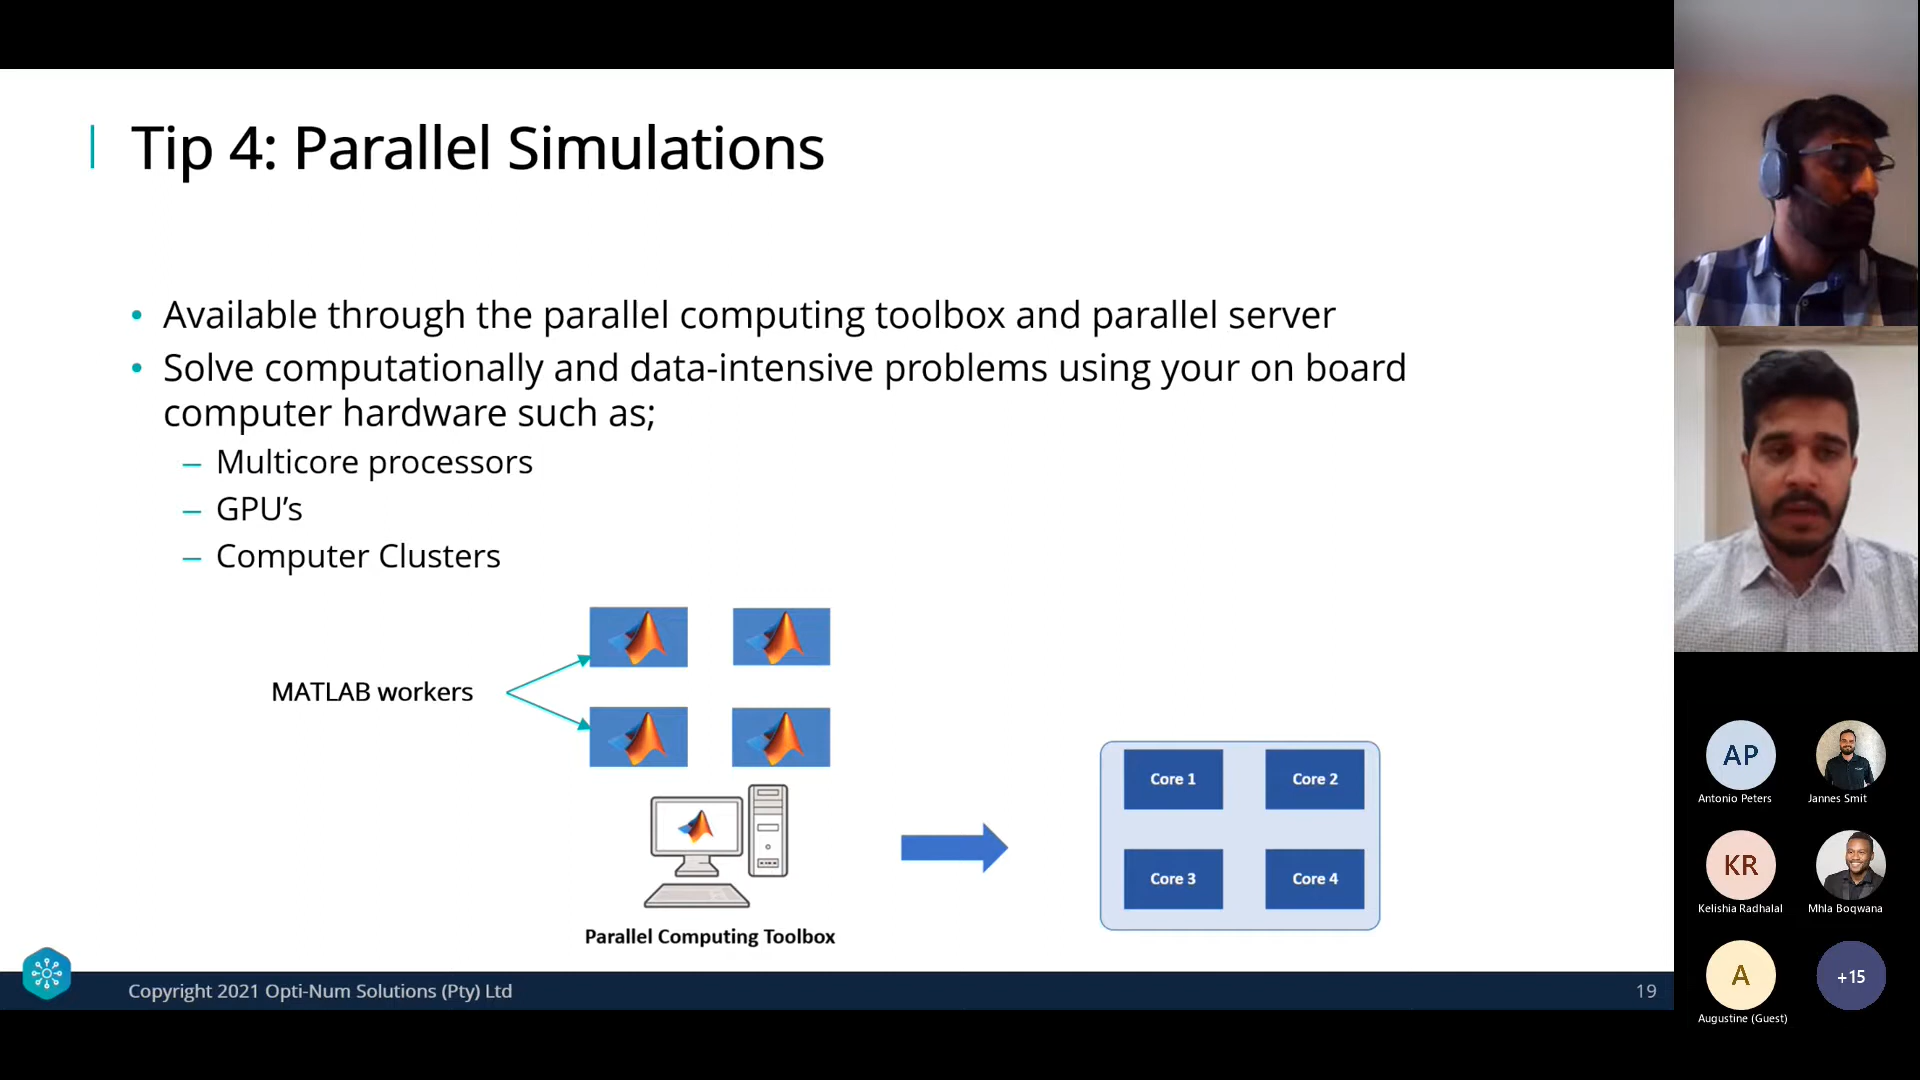 Tip 4: Parallel Simulations
• Available through the parallel computing toolbox and parallel server
• Solve computationally and data-intensive problems using your on board
computer hardware such as;
– Multicore processors
– GPU’s
– Computer Clusters
MATLAB workers
Core 1
Core 2
Core 3
Core 4
Parallel Computing Toolbox
Copyright 2021 Opti-Num Solutions (Pty) Ltd
19
AP
Antonio Peters
Jannes Smit
KR
Kelishia Radhalal
Mhla Boqwana
A
Augustine (Guest)
+15